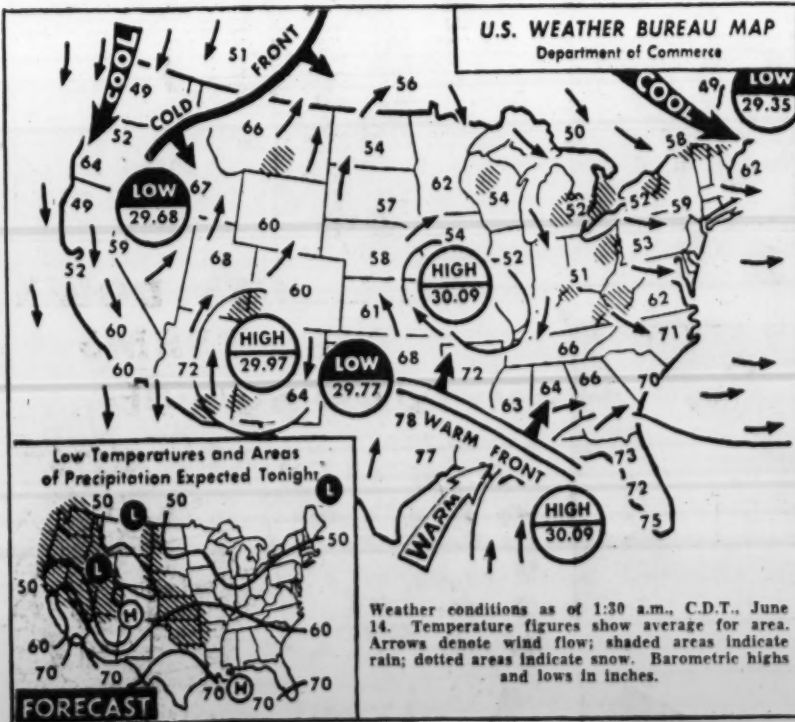 U.S. WEATHER BUREAU MAP
Department of Commerce
COOL
51
COLD FRONT
49
52
64
49
66
56
54
50
COOL
49
LOW
29.35
58
62
LOW
29.68
67
62
54
52
52
59
59
60
57
53
52
68
60
58
54
52
51
HIGH
30.09
62
60
61
71
60
72
HIGH
29.97
LOW
29.77
64
68
72
66
63
64
66
70
78
WARM FRONT
77
73
72
75
WARM
HIGH
30.09
Low Temperatures and Areas
of Precipitation Expected Tonight
50
L
50
L
50
50
L
H
60
60
70
70
70
H
70
70
FORECAST
Weather conditions as of 1:30 a.m., C.D.T., June
14. Temperature figures show average for area.
Arrows denote wind flow; shaded areas indicate
rain; dotted areas indicate snow. Barometric highs
and lows in inches.